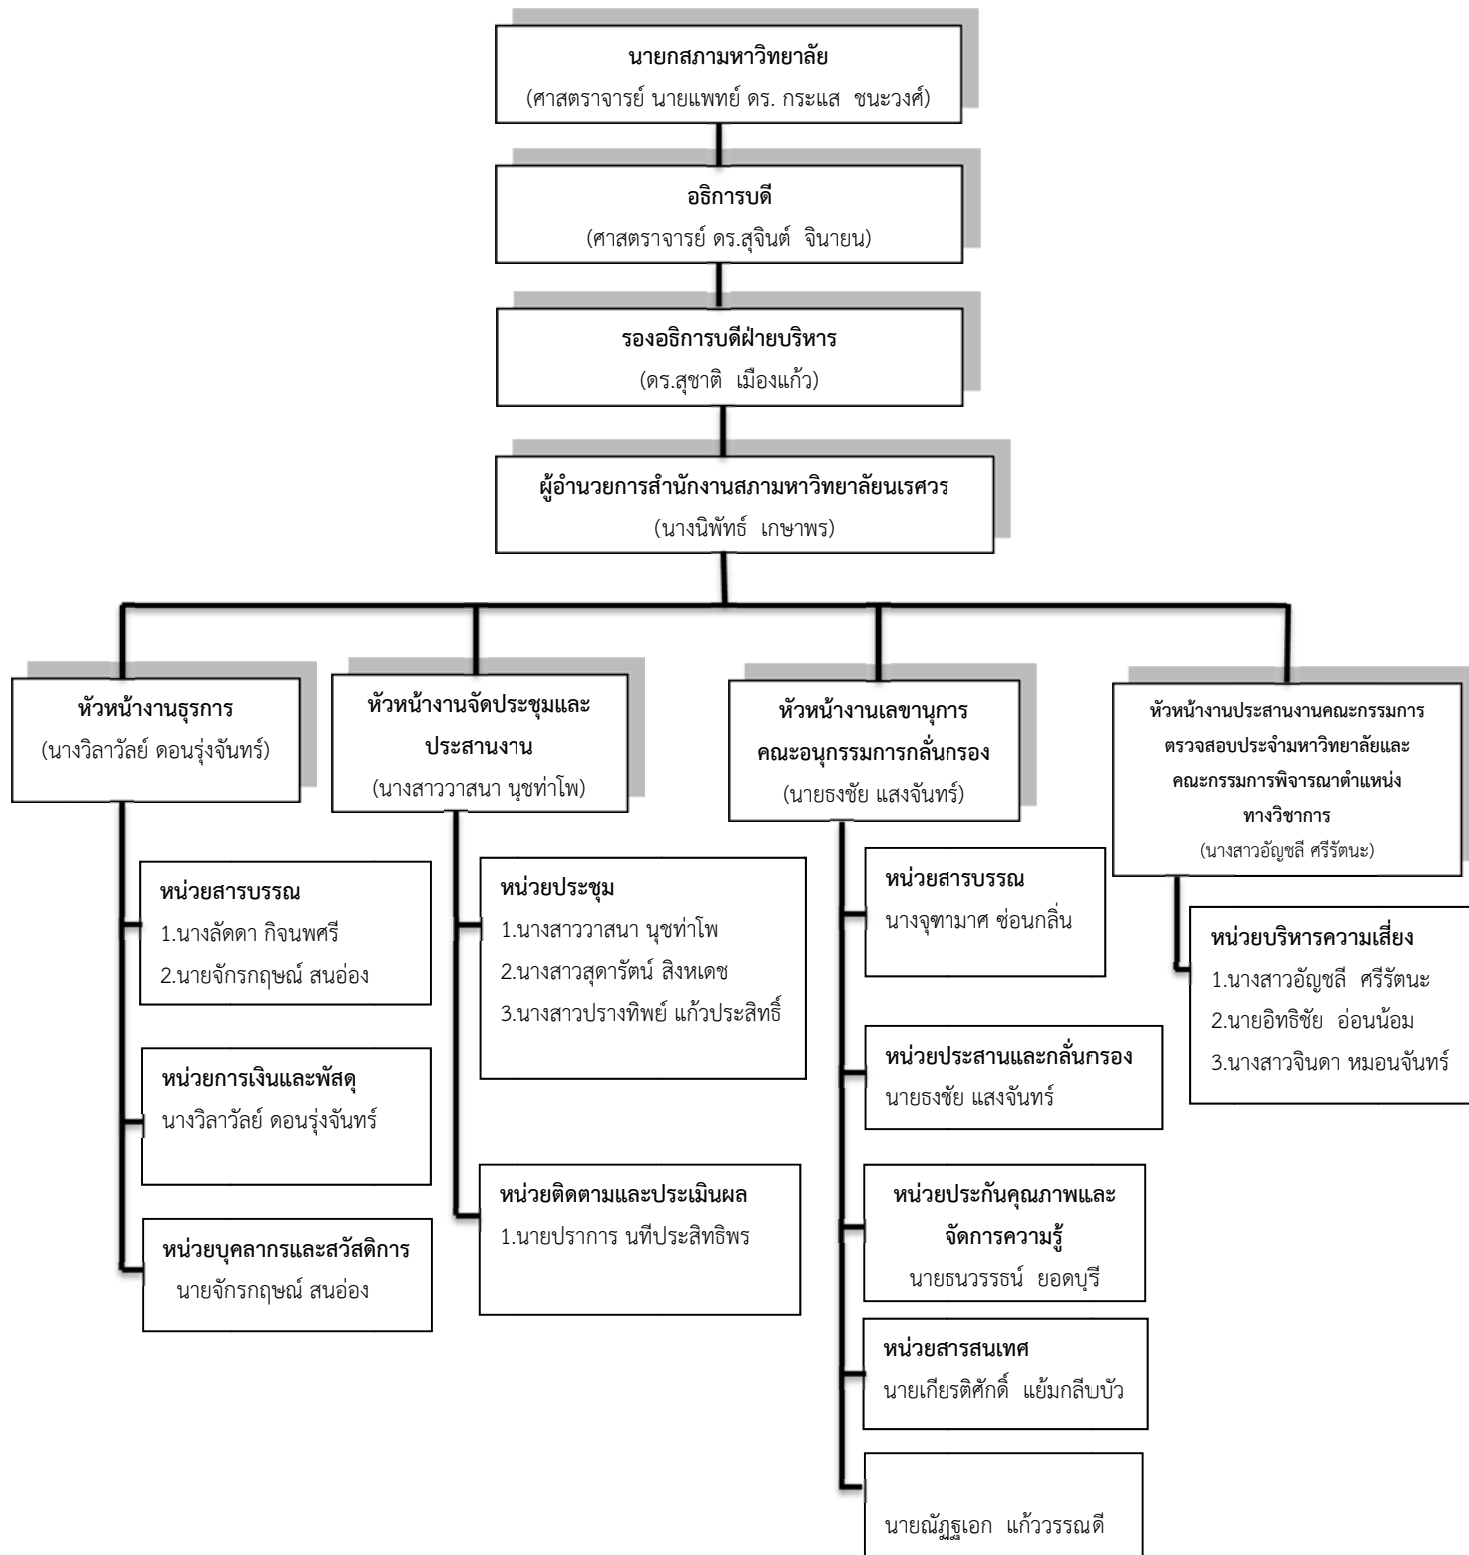 นายกสภามหาวิทยาลัย
(ศาสตราจารย์ นายแพทย์ ดร. กระแส ชนะวงศ์)
อธิการบดี
(ศาสตราจารย์ ดร.สุจินต์ จินายน)
รองอธิการบดีฝ่ายบริหาร
(ดร.สุชาติ เมืองแก้ว)
ผู้อำนวยการสำนักงานสภามหาวิทยาลัยนเรศวร
(นางนิพัทธ์ เกษาพร)
หัวหน้างานธุรการ
(นางวิลาวัลย์ ดอนรุ่งจันทร์)
หน่วยสารบรรณ
1.นางลัดดา กิจนพศรี
2.นายจักรกฤษณ์ สนอ่อง
หน่วยการเงินและพัสดุ
นางวิลาวัลย์ ดอนรุ่งจันทร์
หน่วยบุคลากรและสวัสดิการ
นายจักรกฤษณ์ สนอ่อง
หัวหน้างานจัดประชุมและ
ประสานงาน
(นางสาววาสนา นุชท่าโพ)
หน่วยประชุม
1.นางสาววาสนา นุชท่าโพ
2.นางสาวสุดารัตน์ สิงหเดช
3.นางสาวปรางทิพย์ แก้วประสิทธิ์
หน่วยติดตามและประเมินผล
1.นายปราการ นทีประสิทธิพร
หัวหน้างานเลขานุการ
คณะอนุกรรมการกลั่นกรอง
(นายธงชัย แสงจันทร์)
หน่วยสารบรรณ
นางจุฑามาศ ซ่อนกลิ่น
หน่วยประสานและกลั่นกรอง
นายธงชัย แสงจันทร์
หน่วยประกันคุณภาพและ
จัดการความรู้
นายธนวรรธน์ ยอดบุรี
หน่วยสารสนเทศ
นายเกียรติศักดิ์ แย้มกลีบบัว
นายณัฏฐเอก แก้ววรรณดี
หัวหน้างานประสานงานคณะกรรมการ
ตรวจสอบประจำมหาวิทยาลัยและ
คณะกรรมการพิจารณาตำแหน่ง
ทางวิชาการ
(นางสาวอัญชลี ศรีรัตนะ)
หน่วยบริหารความเสี่ยง
1.นางสาวอัญชลี ศรีรัตนะ
2.นายอิทธิชัย อ่อนน้อม
3.นางสาวจินดา หมอนจันทร์